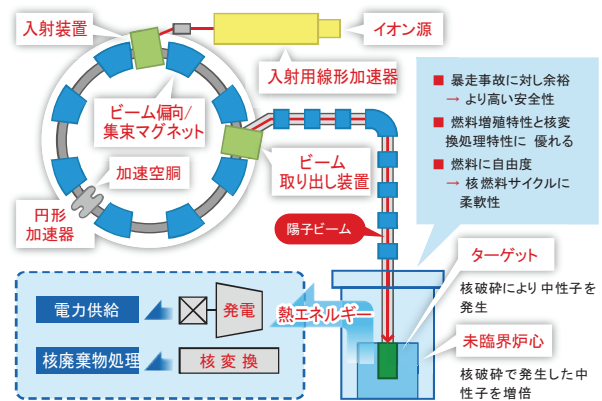 入射装置
イオン源
入射用線形加速器
ビーム偏向/
集束マグネット
ビーム
取り出し装置
加速空胴
円形
加速器
陽子ビーム
■ 暴走事故に対し余裕
→ より高い安全性
■ 燃料増殖特性と核変
換処理特性に 優れる
■ 燃料に自由度
→ 核燃料サイクルに
柔軟性
ターゲット
核破砕により中性子を
発生
未臨界炉心
核破砕で発生した中
性子を増倍
熱エネルギー
発電
電力供給
核変換
核廃棄物処理